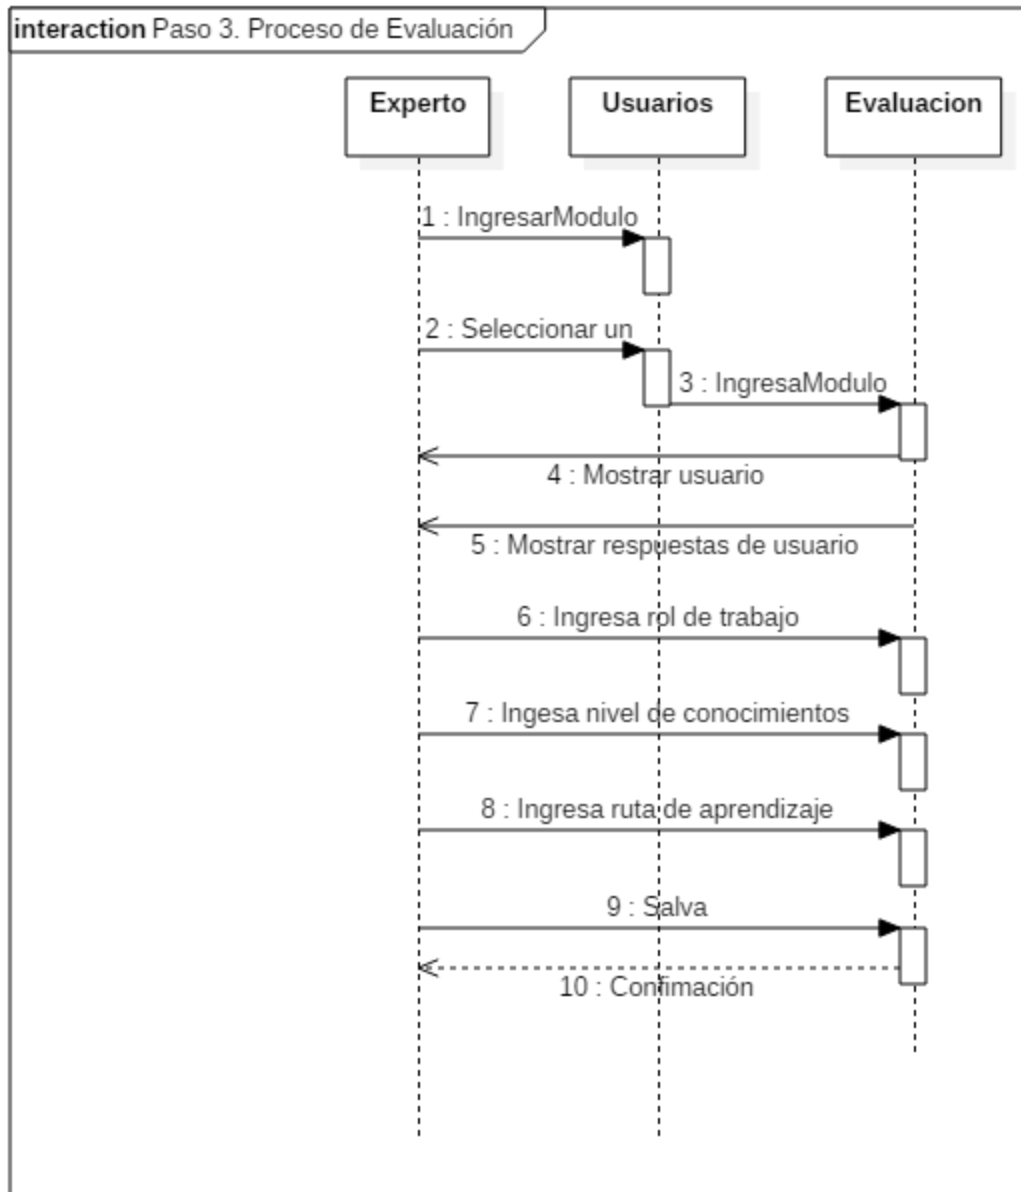 interaction Paso 3. Proceso de Evaluación
Experto
Usuarios
Evaluacion
1 : IngresarModulo
2 : Seleccionar un
3 : IngresaModulo
4 : Mostrar usuario
5 : Mostrar respuestas de usuario
6 : Ingresa rol de trabajo
7 : Ingesa nivel de conocimientos
8 : Ingresa ruta de aprendizaje
9 : Salva
10 : Confimación